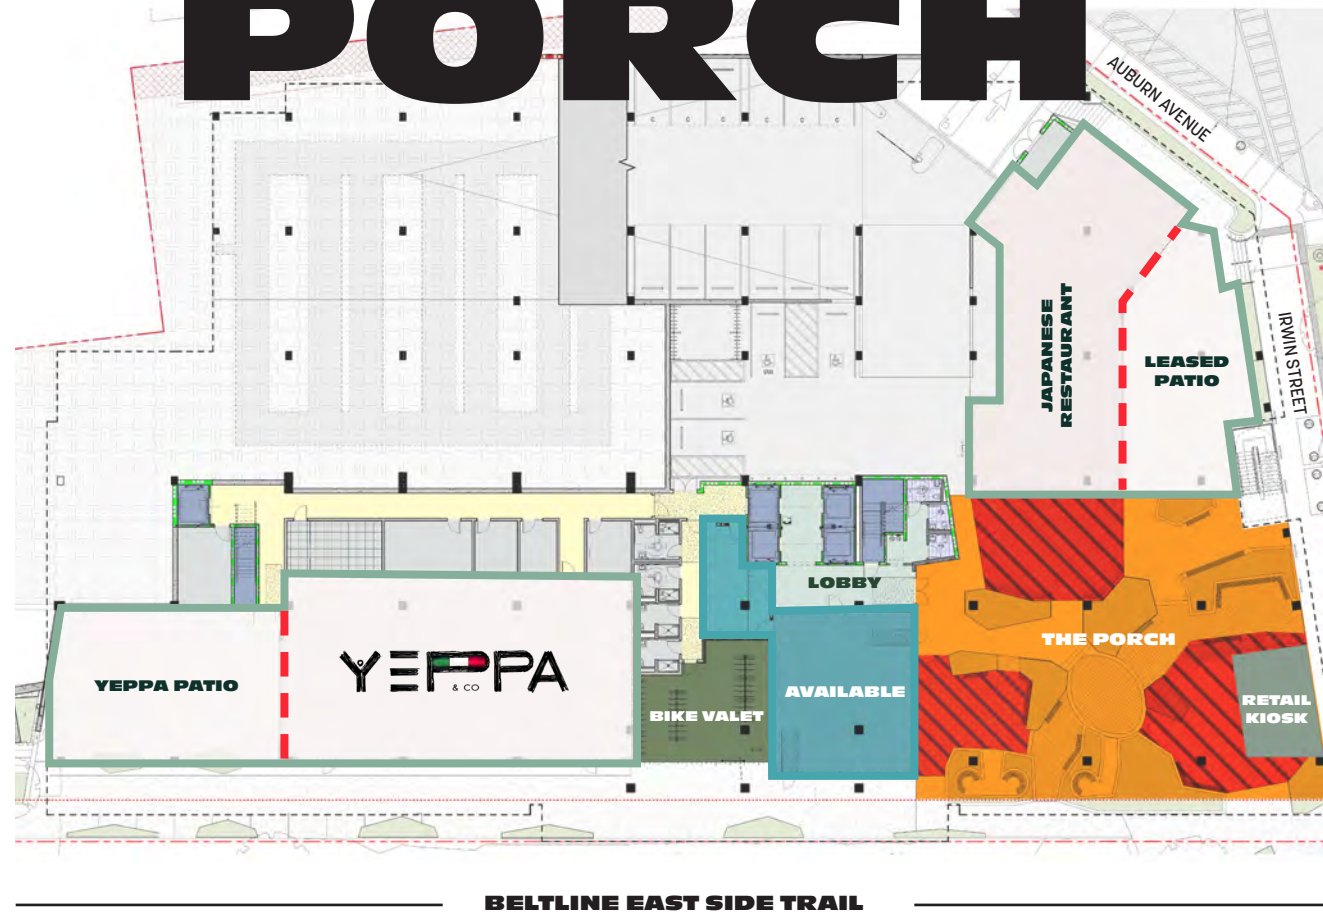 PORCH
AUBURN AVENUE
IRWIN STREET
JAPANESE
RESTAURANT
LEASED
PATIO
LOBBY
THE PORCH
YEPPA PATIO
YEPPA
& CO
BIKE VALET
AVAILABLE
RETAIL
KIOSK
BELTLINE EAST SIDE TRAIL